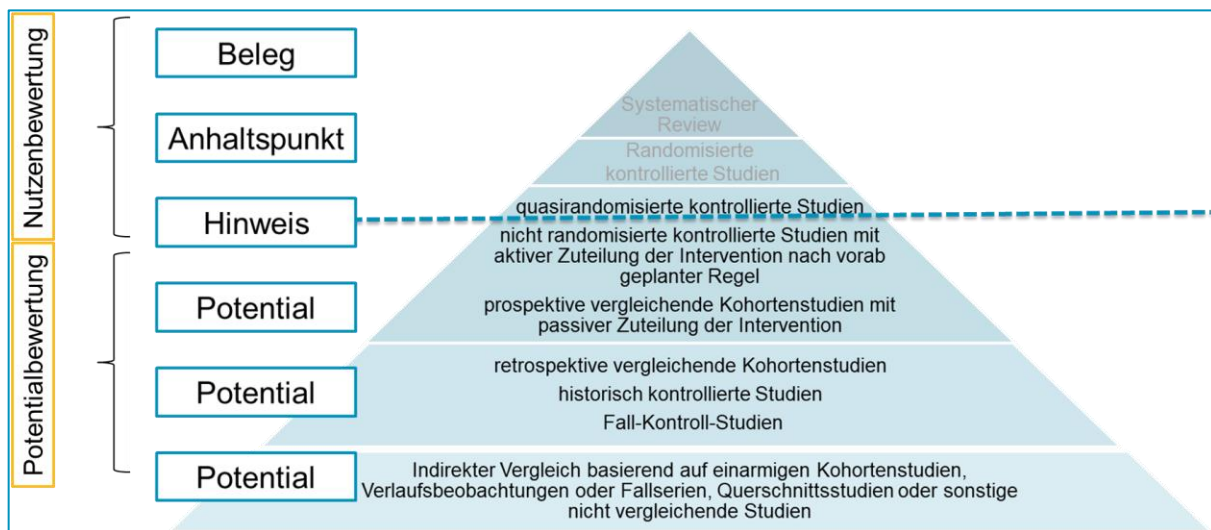 Nutzenbewertung
Beleg
Anhaltspunkt
Hinweis
Potentialbewertung
Potential
Potential
Potential
Systematischer
Review
Randomisierte
kontrollierte Studien
quasirandomisierte kontrollierte Studien
nicht randomisierte kontrollierte Studien mit
aktiver Zuteilung der Intervention nach vorab
geplanter Regel
prospektive vergleichende Kohortenstudien mit
passiver Zuteilung der Intervention
retrospektive vergleichende Kohortenstudien
historisch kontrollierte Studien
Fall-Kontroll-Studien
Indirekter Vergleich basierend auf einarmigen Kohortenstudien,
Verlaufsbeobachtungen oder Fallserien, Querschnittsstudien oder sonstige
nicht vergleichende Studien